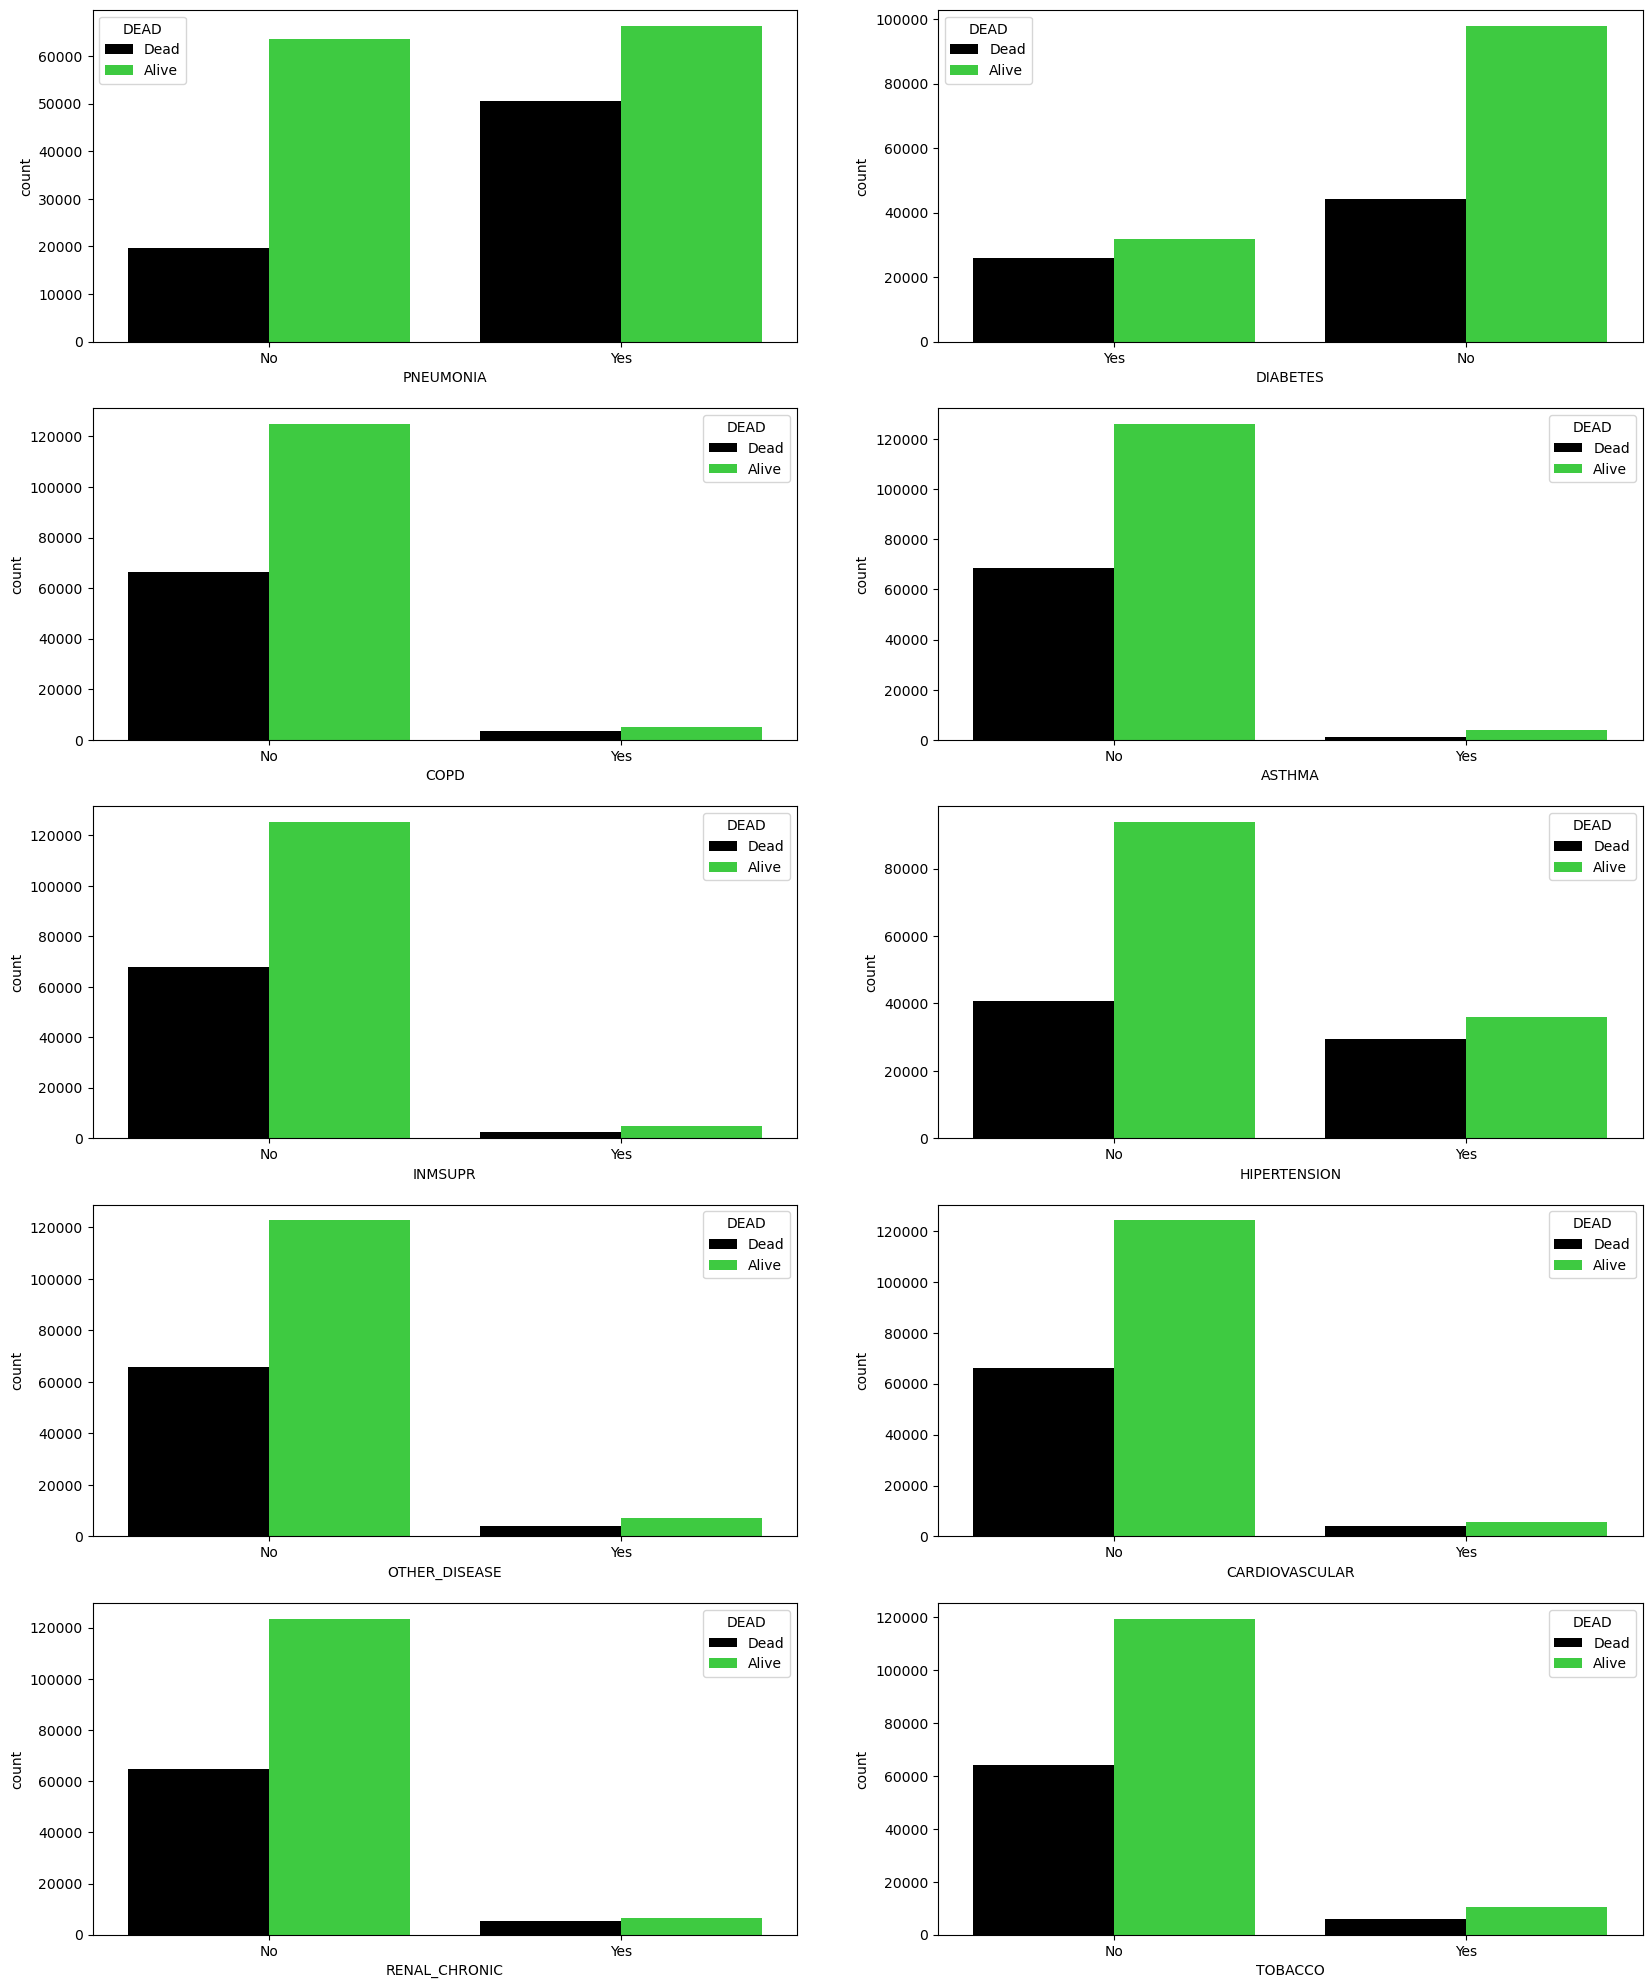 DEAD
Dead
Alive
60000
50000
40000
30000
20000
10000
0
count
No Yes
PNEUMONIA
DEAD
Dead
Alive
100000
80000
60000
40000
20000
0
count
Yes No
DIABETES
DEAD
Dead
Alive
120000
100000
80000
60000
40000
20000
0
count
No Yes
COPD
DEAD
Dead
Alive
120000
100000
80000
60000
40000
20000
0
count
No Yes
ASTHMA
DEAD
Dead
Alive
120000
100000
80000
60000
40000
20000
0
count
No Yes
INMSUPR
DEAD
Dead
Alive
80000
60000
40000
20000
0
count
No Yes
HIPERTENSION
DEAD
Dead
Alive
120000
100000
80000
60000
40000
20000
0
count
No Yes
OTHER_DISEASE
DEAD
Dead
Alive
120000
100000
80000
60000
40000
20000
0
count
No Yes
CARDIOVASCULAR
DEAD
Dead
Alive
120000
100000
80000
60000
40000
20000
0
count
No Yes
RENAL_CHRONIC
DEAD
Dead
Alive
120000
100000
80000
60000
40000
20000
0
count
No Yes
TOBACCO